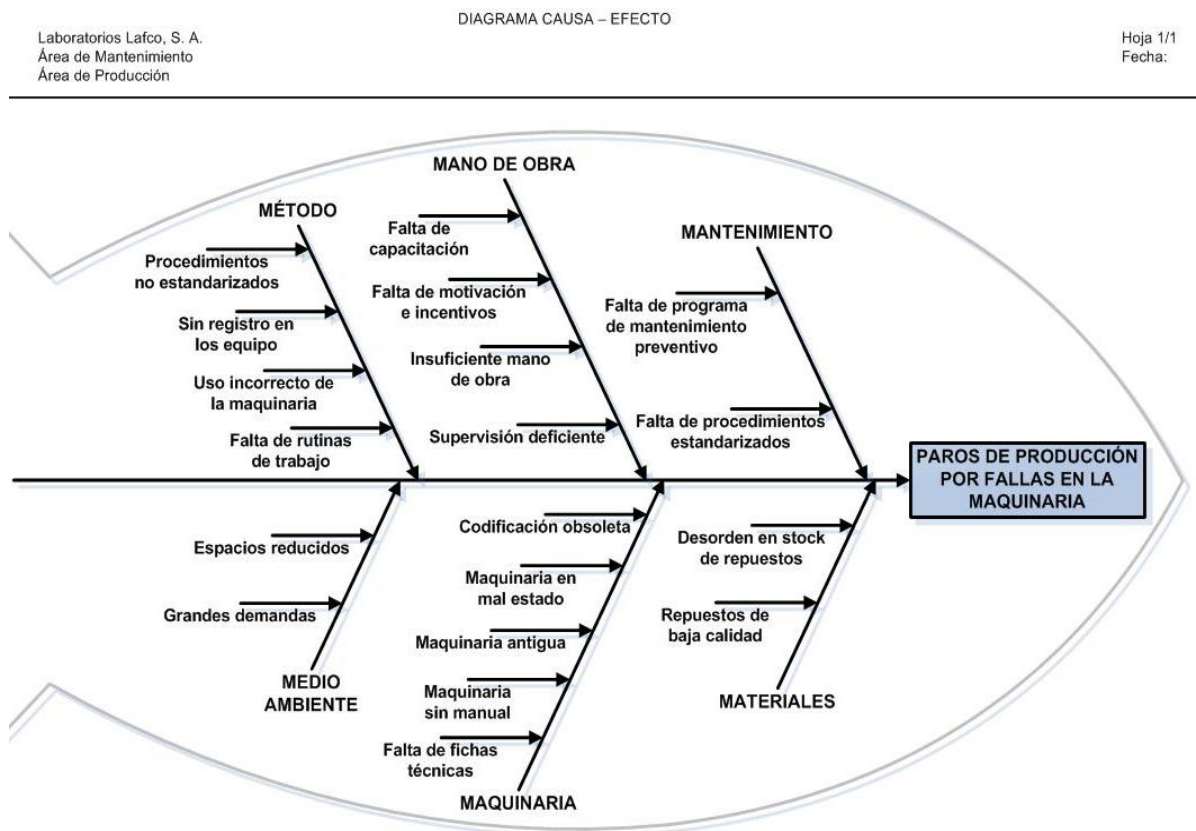 DIAGRAMA CAUSA – EFECTO
Laboratorios Lafco, S. A.
Área de Mantenimiento
Área de Producción
Hoja 1/1
Fecha:
MÉTODO
Procedimientos
no estandarizados
Sin registro en
los equipo
Uso incorrecto de
la maquinaria
Falta de rutinas
de trabajo
MANO DE OBRA
Falta de
capacitación
Falta de motivación
e incentivos
Insuficiente mano
de obra
Supervisión deficiente
MANTENIMIENTO
Falta de programa
de mantenimiento
preventivo
Falta de procedimientos
estandarizados
PAROS DE PRODUCCIÓN
POR FALLAS EN LA
MAQUINARIA
Espacios reducidos
Grandes demandas
MEDIO
AMBIENTE
Codificación obsoleta
Maquinaria en
mal estado
Maquinaria antigua
Maquinaria
sin manual
Falta de fichas
técnicas
MAQUINARIA
Desorden en stock
de repuestos
Repuestos de
baja calidad
MATERIALES